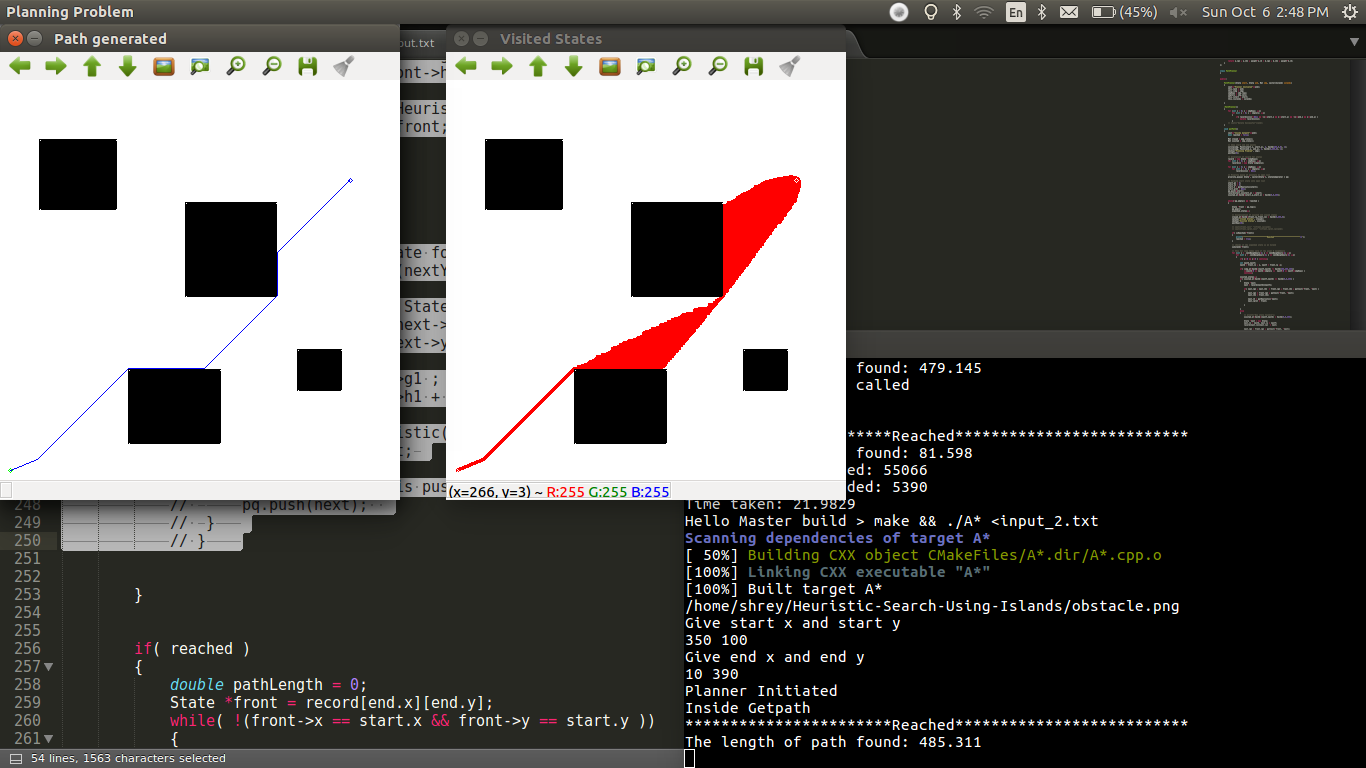 Planning Problem
En
(45%)
Sun Oct 6 2:48 PM
Path generated
out.txt
Visited States
ont->h
Heuris
front;
ate fo
(nextY
State
next->
ext->y
>g1 ;
>h1 +
istic(
t;
is pus
(x=266, y=3) ~ R:255 G:255 B:255
248 // pq.push(next);
249 // }
250 // }
251
252
253 }
254
255
256 if( reached )
257 {
258 double pathLength = 0;
259 State *front = record[end.x][end.y];
260 while( !(front->x == start.x && front->y == start.y ))
261 {
54 lines, 1563 characters selected
found: 479.145
called
*****Reached**************************
found: 81.598
ed: 55066
ded: 5390
Time taken: 21.9829
Hello Master build > make && ./A* <input_2.txt
Scanning dependencies of target A*
[ 50%] Building CXX object CMakeFiles/A*.dir/A*.cpp.o
[100%] Linking CXX executable "A*"
[100%] Built target A*
/home/shrey/Heuristic-Search-Using-Islands/obstacle.png
Give start x and start y
350 100
Give end x and end y
10 390
Planner Initiated
Inside Getpath
***********************Reached**************************
The length of path found: 485.311